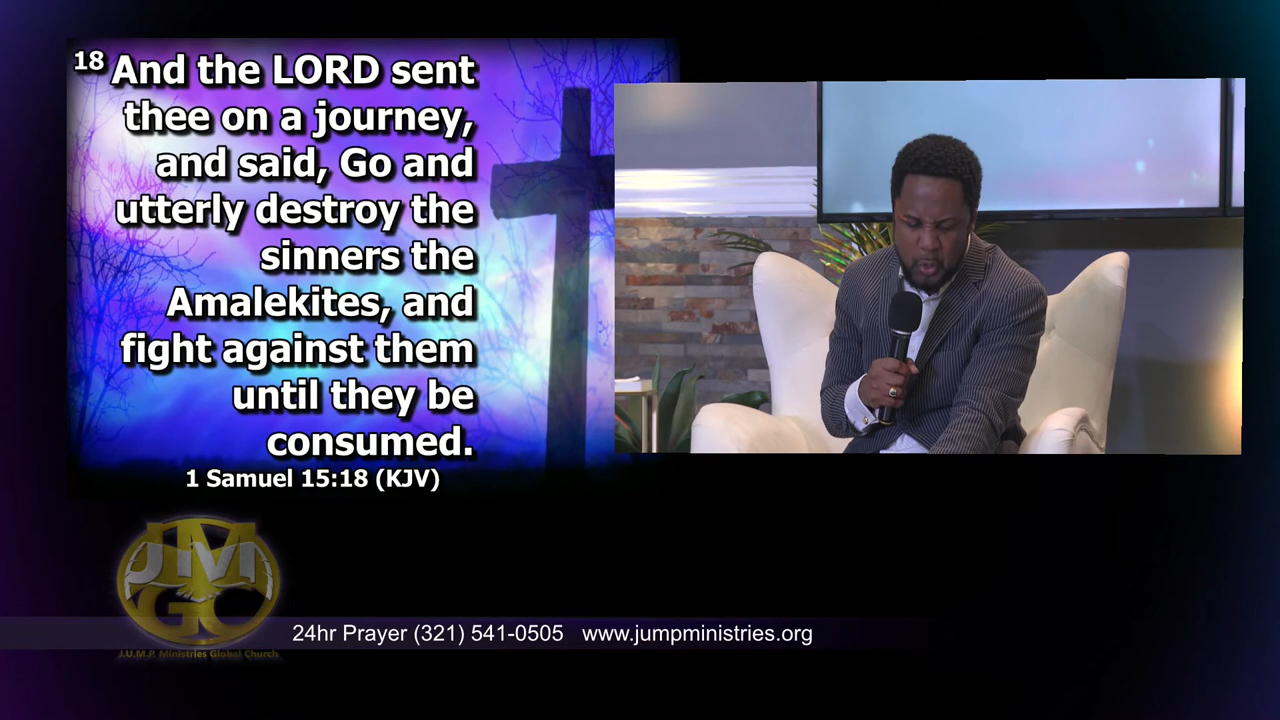 18 And the LORD sent
thee on a journey,
and said, Go and
utterly destroy the
sinners the
Amalekites, and
fight against them
until they be
consumed.
1 Samuel 15:18 (KJV)
JM
GC
J.U.M.P. Ministries Global Church
24hr Prayer (321) 541-0505 www.jumpministries.org